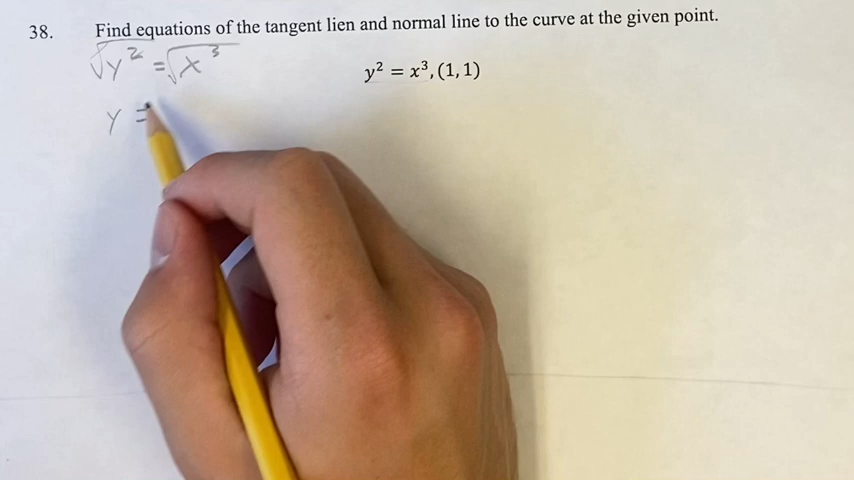 38. Find equations of the tangent lien and normal line to the curve at the given point.
√y² = √x³
y² = x³, (1, 1)
y =